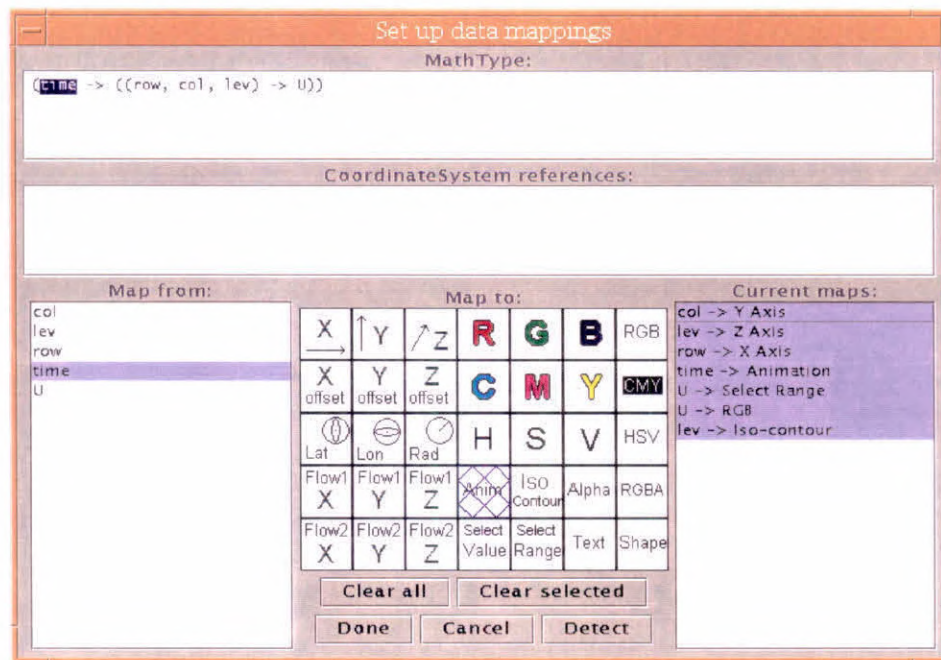 Set up data mappings
MathType:
(time -> ((row, col, lev) -> U))
CoordinateSystem references:
Map from:
col
lev
row
time
U
Map to:
X Y Z R G B RGB
X offset Y offset Z offset C M Y CMY
Lat Lon Rad H S V HSV
Flow1 X Flow1 Y Flow1 Z Anim Iso Contour Alpha RGBA
Flow2 X Flow2 Y Flow2 Z Select Value Select Range Text Shape
Clear all Clear selected
Done Cancel Detect
Current maps:
col -> Y Axis
lev -> Z Axis
row -> X Axis
time -> Animation
U -> Select Range
U -> RGB
lev -> Iso-contour